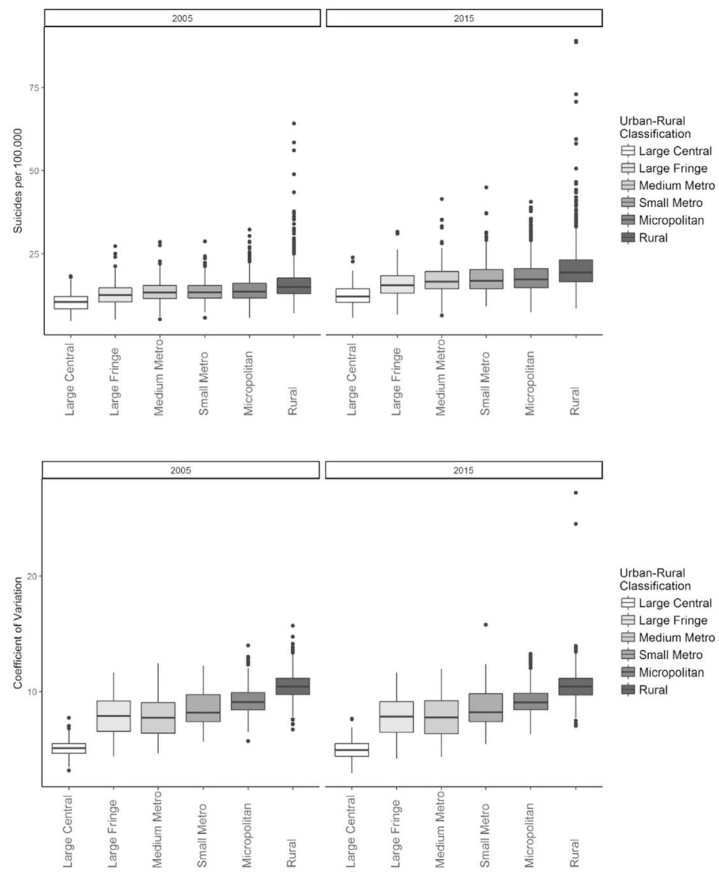 2005
2015
Suicides per 100,000
75
50
25
Large Central
Large Fringe
Medium Metro
Small Metro
Micropolitan
Rural
Large Central
Large Fringe
Medium Metro
Small Metro
Micropolitan
Rural
Urban-Rural
Classification
Large Central
Large Fringe
Medium Metro
Small Metro
Micropolitan
Rural
2005
2015
Coefficient of Variation
20
10
Large Central
Large Fringe
Medium Metro
Small Metro
Micropolitan
Rural
Large Central
Large Fringe
Medium Metro
Small Metro
Micropolitan
Rural
Urban-Rural
Classification
Large Central
Large Fringe
Medium Metro
Small Metro
Micropolitan
Rural